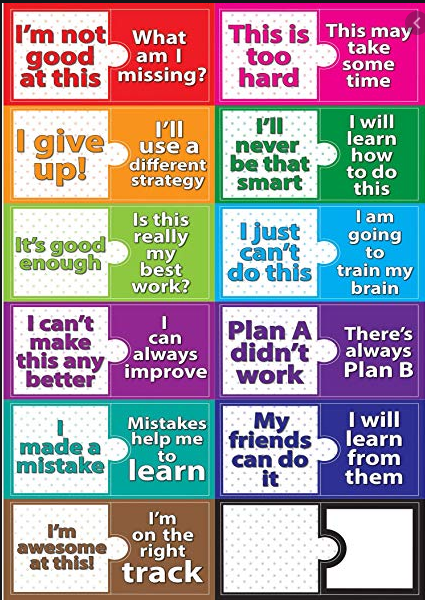 I'm not
good
at this
What
am I
missing?
This is
too
hard
This may
take
some
time
I give
up!
I'll
use a
different
strategy
I'll
never
be that
smart
I will
learn
how
to do
this
It's good
enough
Is this
really
my
best
work?
I just
can't
do this
I am
going
to
train my
brain
I can't
make
this any
better
I
can
always
improve
Plan A
didn't
work
There's
always
Plan B
I
made a
mistake
Mistakes
help me
to
learn
My
friends
can do
it
I will
learn
from
them
I'm
awesome
at this!
I'm
on the
right
track